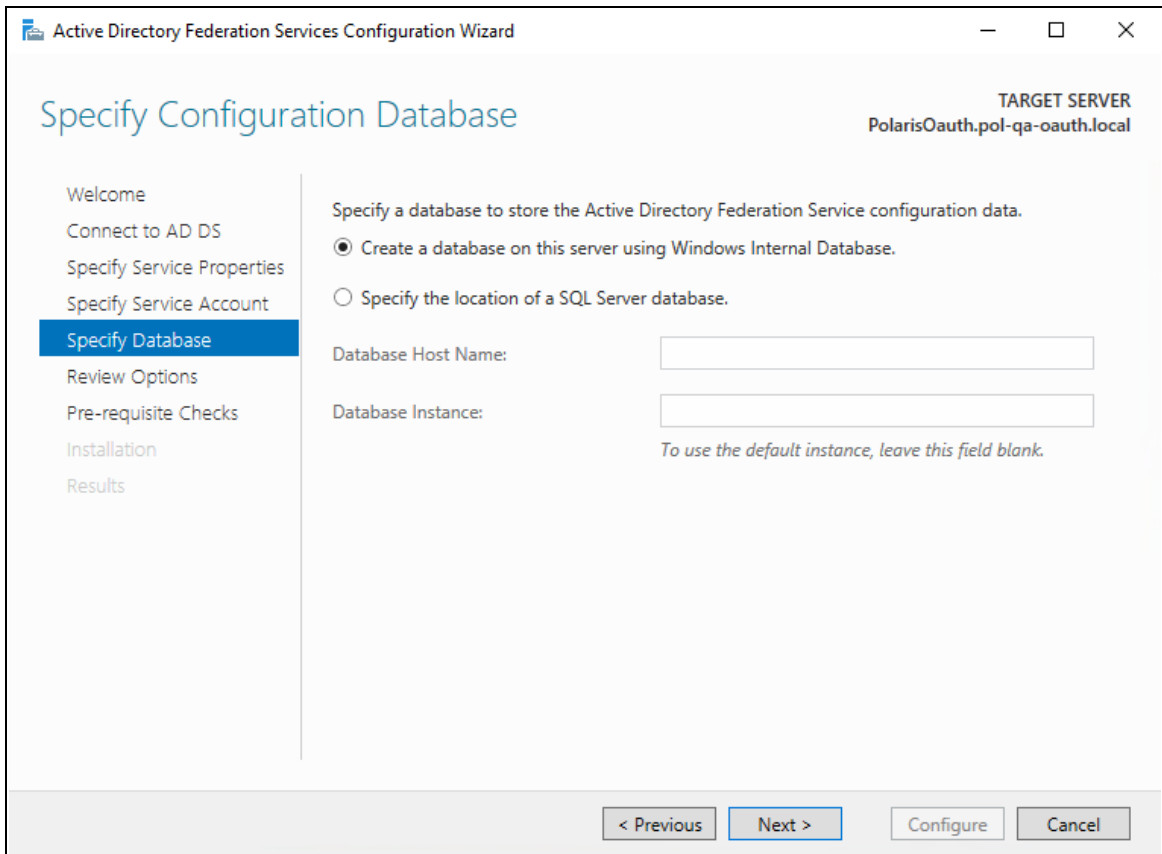 Active Directory Federation Services Configuration Wizard
Specify Configuration Database
TARGET SERVER
PolarisOauth.pol-qa-oauth.local
Welcome
Connect to AD DS
Specify Service Properties
Specify Service Account
Specify Database
Review Options
Pre-requisite Checks
Installation
Results
Specify a database to store the Active Directory Federation Service configuration data.
Create a database on this server using Windows Internal Database.
Specify the location of a SQL Server database.
Database Host Name:
Database Instance:
To use the default instance, leave this field blank.
< Previous
Next >
Configure
Cancel